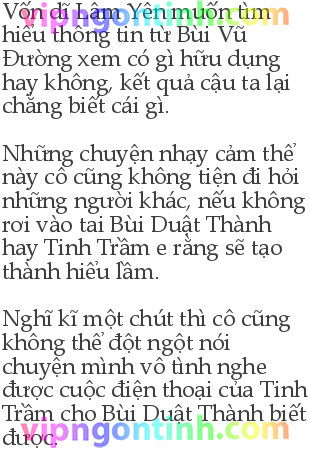 vipngontinh.com
Vốn dĩ Lâm Yên muốn tìm
hiểu thông tin từ Bùi Vũ
Đường xem có gì hữu dụng
hay không, kết quả cậu ta lại
chẳng biết cái gì.
Những chuyện nhạy cảm thể
này cô cũng không tiện đi hỏi
những người khác, nếu không
rơi vào tai Bùi Duật Thành
hay Tinh Trầm e rằng sẽ tạo
thành hiểu lầm.
Nghĩ kĩ một chút thì cô cũng
không thể đột ngột nói
chuyện mình vô tình nghe
được cuộc điện thoại của Tinh
Trầm cho Bùi Duật Thành biết
được.
vipngontinh.com